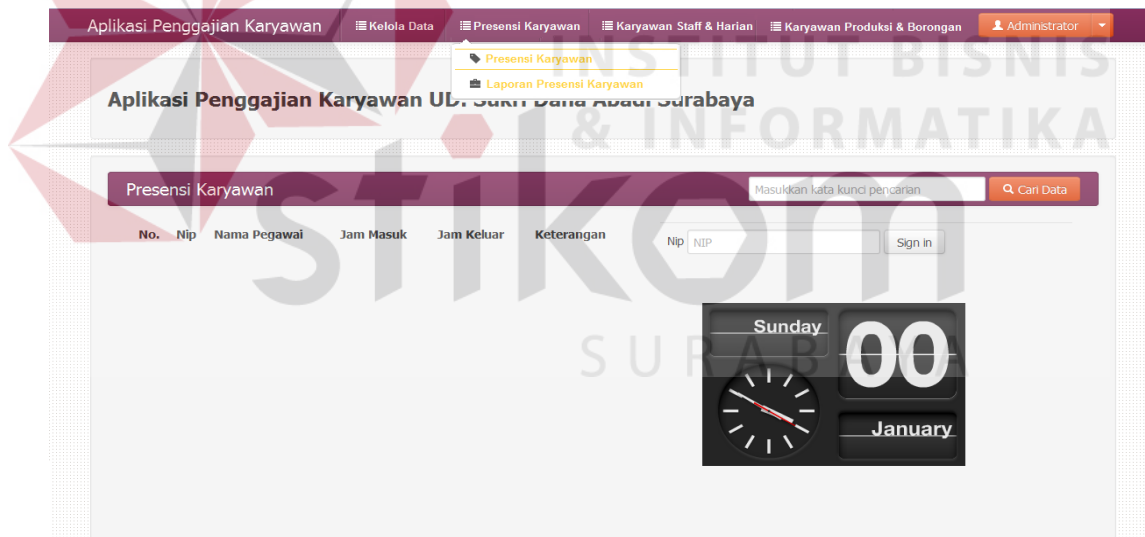 Aplikasi Penggajian Karyawan Kelola Data Presensi Karyawan Karyawan Staff & Harian Karyawan Produksi & Borongan Administrator
Presensi Karyawan
Laporan Presensi Karyawan
INSTITUT BISNIS
Aplikasi Penggajian Karyawan UD. Sukri Dana Abadi Surabaya
& INFORMATIKA
stikom
Presensi Karyawan Masukkan kata kunci pencarian Cari Data
No. Nip Nama Pegawai Jam Masuk Jam Keluar Keterangan Nip NIP Sign in
SURABAYA
Sunday 00
January